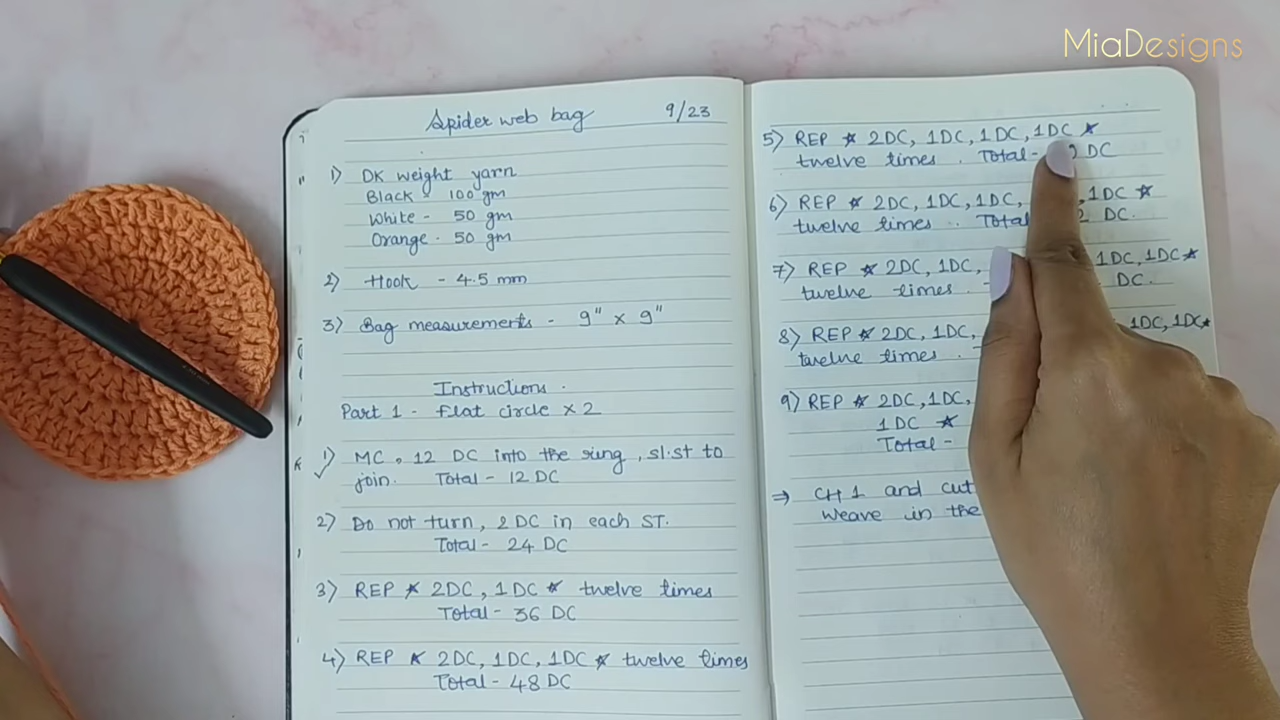 MiaDesigns
Spider web bag 9/23
1) DK weight yarn
Black - 100 gm
White - 50 gm
Orange - 50 gm
2) Hook - 4.5 mm
3) Bag measurements - 9" x 9"
Instructions.
Part 1 - Flat circle x 2
1) MC, 12 DC into the ring, sl.st to
join. Total - 12 DC
2) Do not turn, 2 DC in each ST.
Total - 24 DC
3) REP * 2DC, 1DC * twelve times
Total - 36 DC
4) REP * 2DC, 1DC, 1DC * twelve times
Total - 48 DC
5) REP * 2DC, 1DC, 1DC, 1DC *
twelve times. Total - DC
6) REP * 2DC, 1DC, 1DC, 1DC *
twelve times. Total DC.
7) REP * 2DC, 1DC, 1DC, 1DC *
twelve times. DC.
8) REP * 2DC, 1DC, 1DC, 1DC *
twelve times.
9) REP * 2DC, 1DC,
1DC *
Total -
⇒ CH 1 and cut
Weave in the